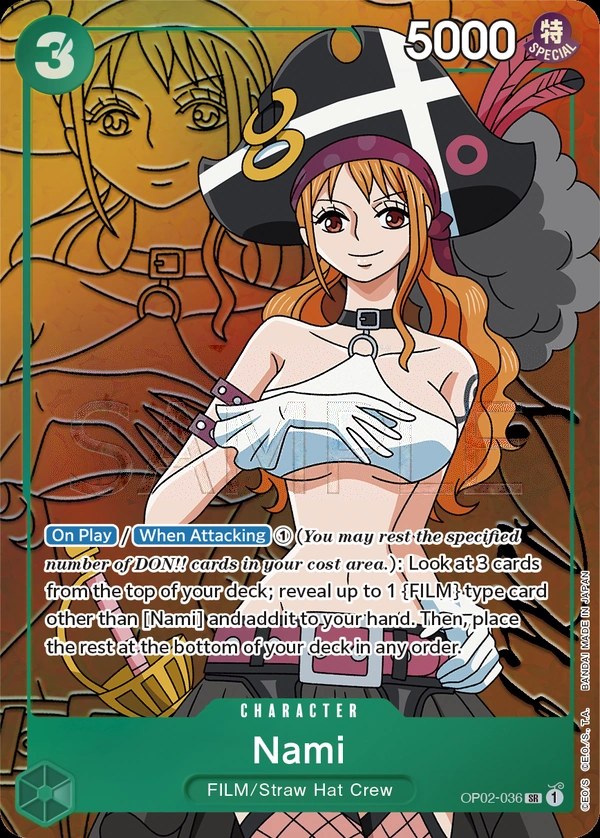 3
5000
特
SPECIAL
SAMPLE
On Play / When Attacking ① (You may rest the specified
number of DON!! cards in your cost area.): Look at 3 cards
from the top of your deck; reveal up to 1 {FILM} type card
other than [Nami] and add it to your hand. Then, place
the rest at the bottom of your deck in any order.
CHARACTER
Nami
FILM/Straw Hat Crew
OP02-036 SR 1
©E.O/S ©E.O./S., T.A. BANDAI MADE IN JAPAN